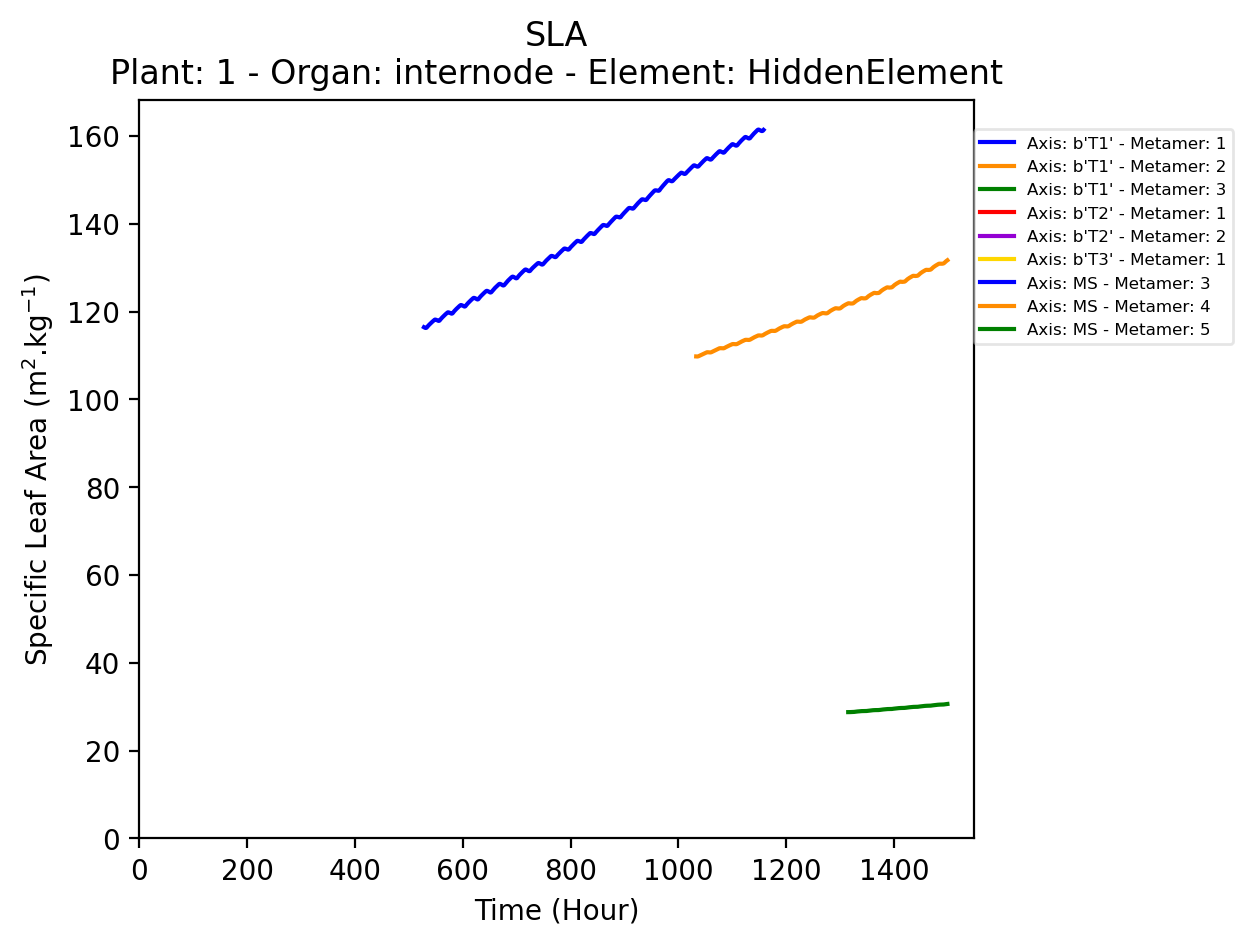 SLA
Plant: 1 - Organ: internode - Element: HiddenElement
160
140
120
100
80
60
40
20
0
Specific Leaf Area (m².kg⁻¹)
0 200 400 600 800 1000 1200 1400
Time (Hour)
Axis: b'T1' - Metamer: 1
Axis: b'T1' - Metamer: 2
Axis: b'T1' - Metamer: 3
Axis: b'T2' - Metamer: 1
Axis: b'T2' - Metamer: 2
Axis: b'T3' - Metamer: 1
Axis: MS - Metamer: 3
Axis: MS - Metamer: 4
Axis: MS - Metamer: 5